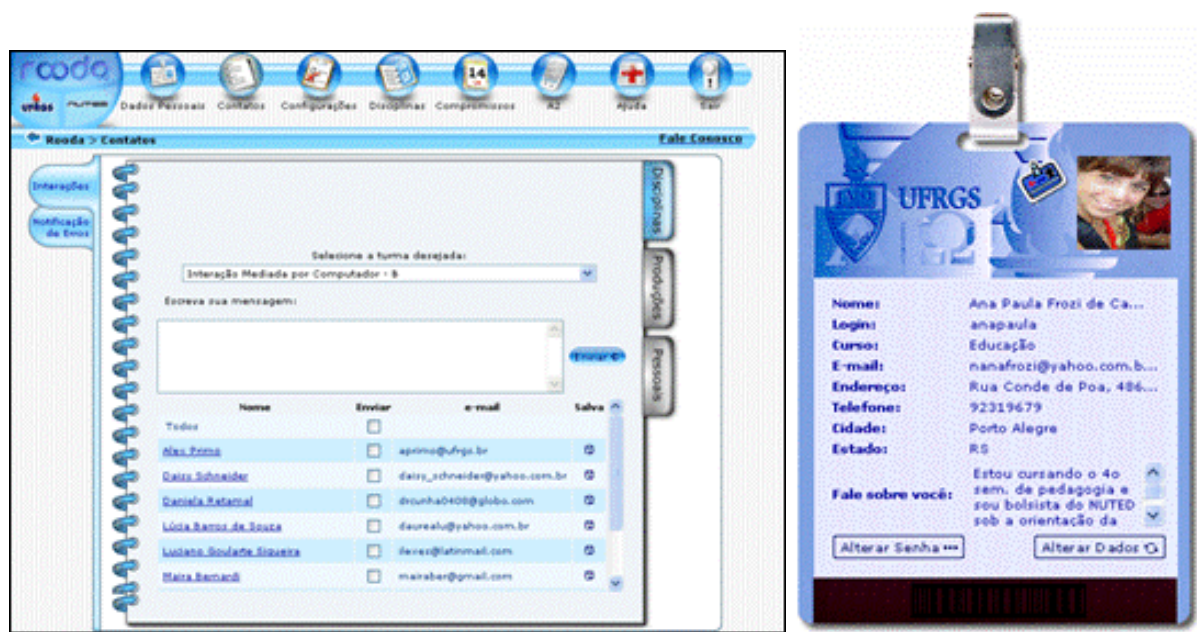 rooda
UFRGS NUTED
Dados Pessoais Contatos Configurações Disciplinas Compromissos A2 Ajuda Sair
14
Rooda > Contatos Fale Conosco
Interações
Notificação de Erros
Disciplinas
Produções
Pessoais
Selecione a turma desejada:
Interação Mediada por Computador - B
Escreva sua mensagem:
Enviar
Nome Enviar e-mail Salva
Todos
Alex Primo aprimo@ufrgs.br
Daisy Schneider daisy_schneider@yahoo.com.br
Daniela Retamal drcunha0408@globo.com
Lúcia Barros de Souza daurealu@yahoo.com.br
Luciano Goularte Siqueira
Maira Bernardi mairaber@gmail.com
UFRGS
Nome: Ana Paula Frozi de Ca...
Login: anapaula
Curso: Educação
E-mail: nanafrozi@yahoo.com.b...
Endereço: Rua Conde de Poa, 486...
Telefone: 92319679
Cidade: Porto Alegre
Estado: RS
Fale sobre você: Estou cursando o 4o
sem. de pedagogia e
sou bolsista do NUTED
sob a orientação da
Alterar Senha Alterar Dados